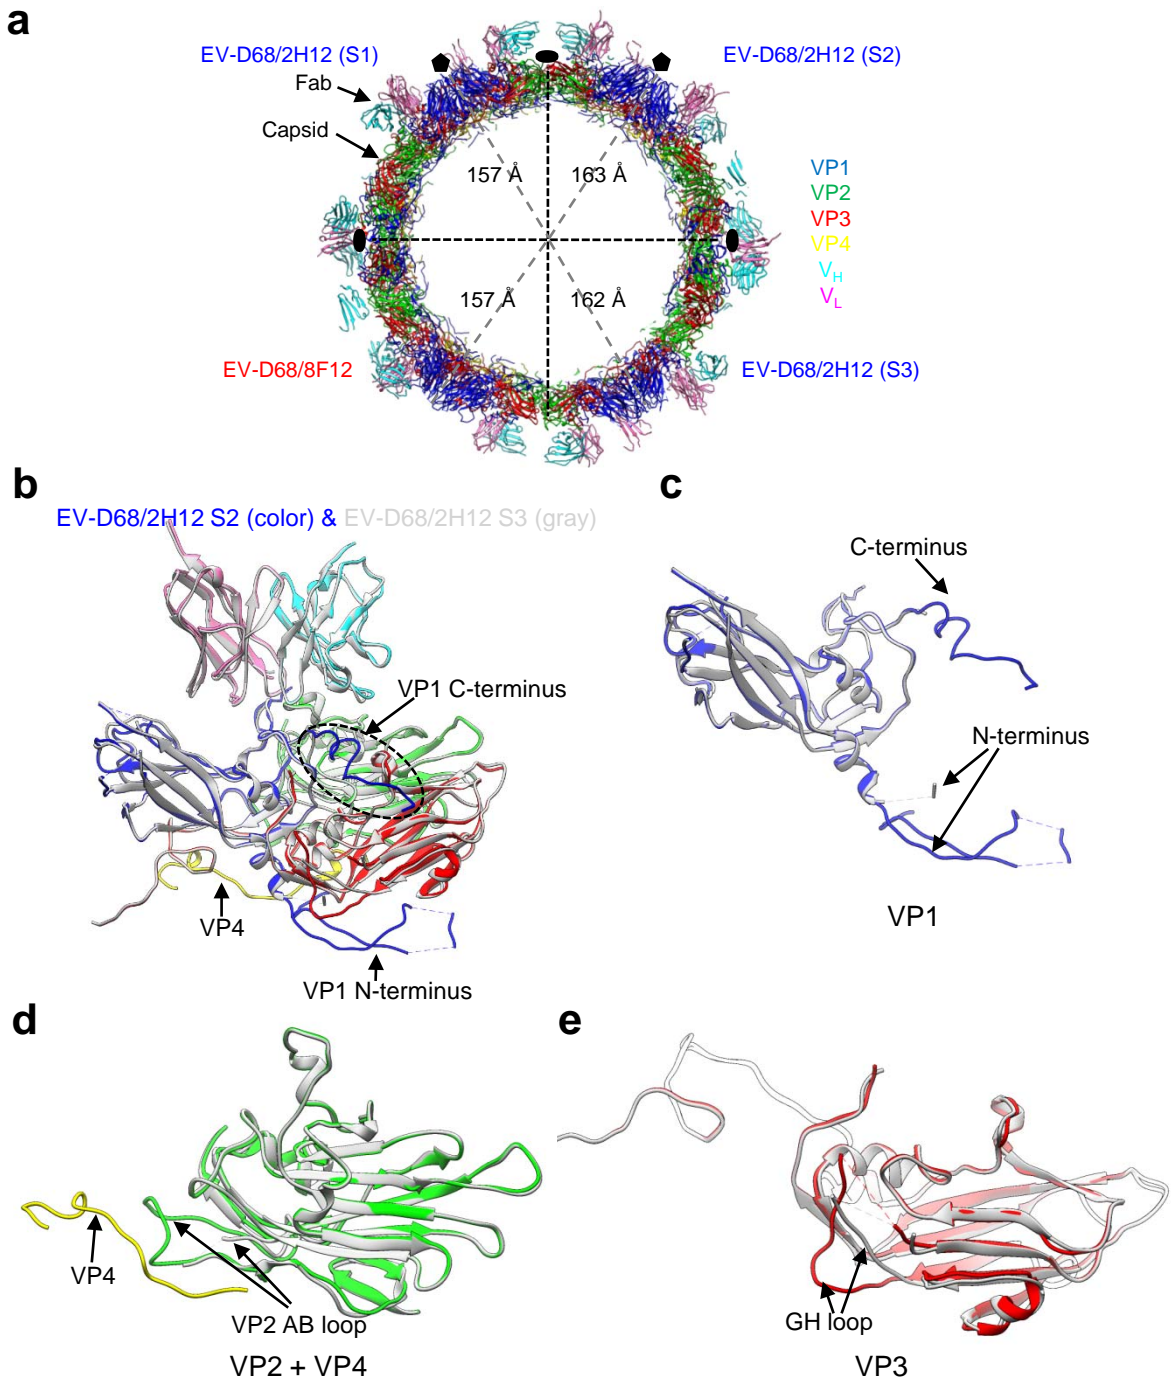 a
EV-D68/2H12 (S1)
EV-D68/2H12 (S2)
Fab
Capsid
157 Å
163 Å
VP1
VP2
VP3
VP4
VH
VL
157 Å
162 Å
EV-D68/8F12
EV-D68/2H12 (S3)
b
EV-D68/2H12 S2 (color) & EV-D68/2H12 S3 (gray)
VP1 C-terminus
VP4
VP1 N-terminus
c
C-terminus
N-terminus
VP1
d
VP4
VP2 AB loop
VP2 + VP4
e
GH loop
VP3